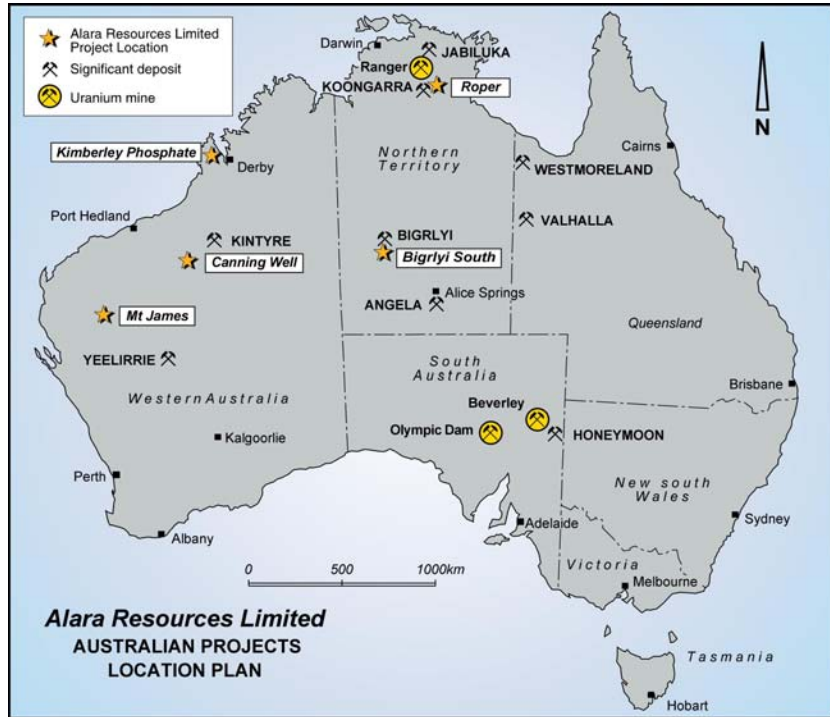 Alara Resources Limited
Project Location
Significant deposit
Uranium mine
Darwin
JABILUKA
Ranger
KOONGARRA
Roper
N
Kimberley Phosphate
Derby
Northern
Territory
Cairns
WESTMORELAND
Port Hedland
VALHALLA
KINTYRE
BIGRLYI
Canning Well
Bigrlyi South
Alice Springs
ANGELA
Mt James
Queensland
YEELIRRIE
South
Australia
Western Australia
Brisbane
Beverley
Olympic Dam
HONEYMOON
Kalgoorlie
Perth
New south
Wales
Sydney
Adelaide
Albany
Victoria
Melbourne
0 500 1000km
Alara Resources Limited
AUSTRALIAN PROJECTS
LOCATION PLAN
Tasmania
Hobart